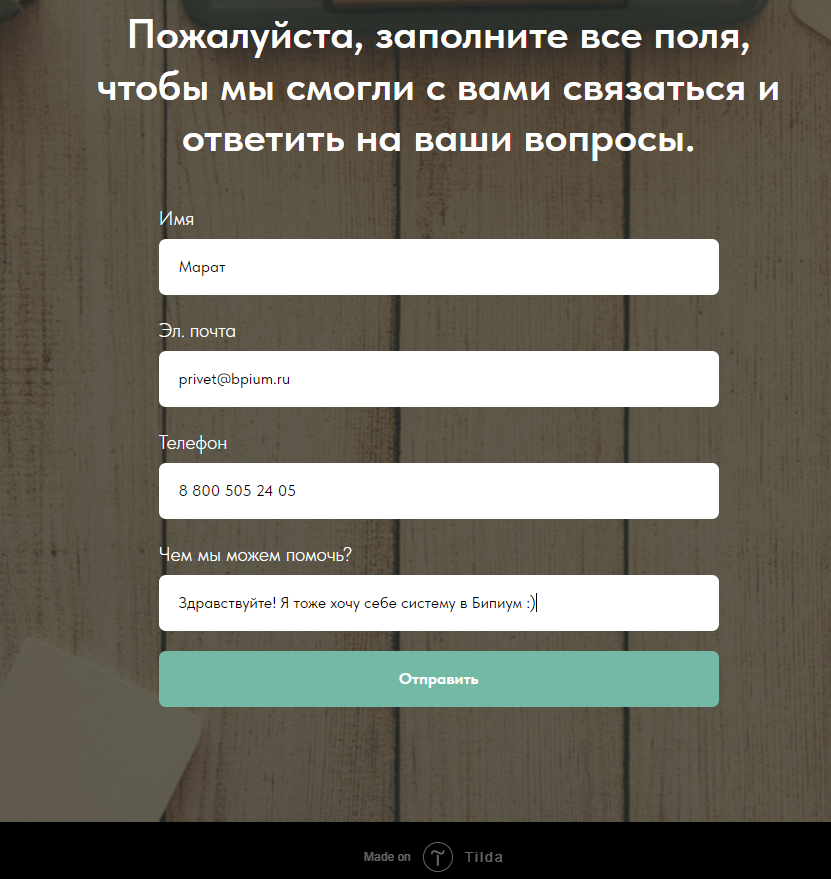 Пожалуйста, заполните все поля,
чтобы мы смогли с вами связаться и
ответить на ваши вопросы.
Имя
Марат
Эл. почта
privet@bpium.ru
Телефон
8 800 505 24 05
Чем мы можем помочь?
Здравствуйте! Я тоже хочу себе систему в Бипиум :)
Отправить
Made on Tilda